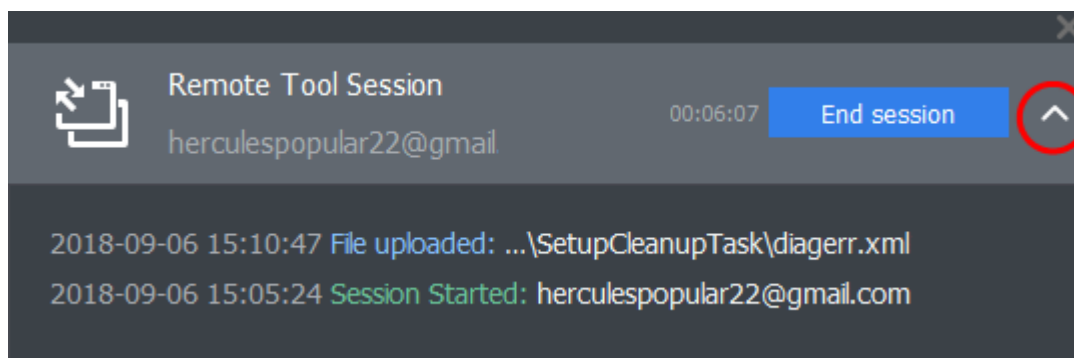 Remote Tool Session
00:06:07 End session
herculespopular22@gmail
2018-09-06 15:10:47 File uploaded: ...\SetupCleanupTask\diagerr.xml
2018-09-06 15:05:24 Session Started: herculespopular22@gmail.com